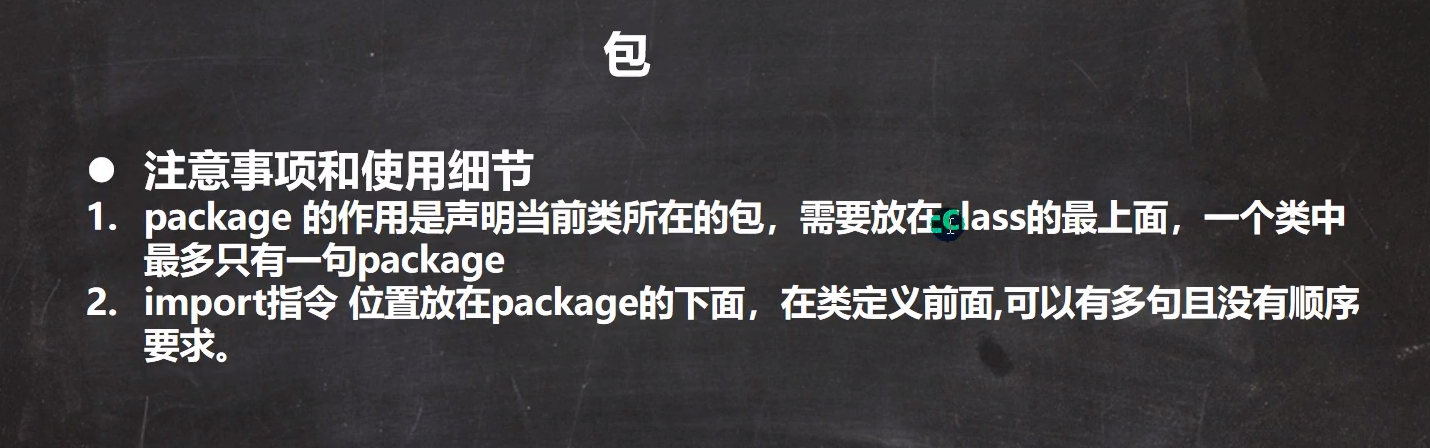 包
● 注意事项和使用细节
1. package 的作用是声明当前类所在的包，需要放在class的最上面，一个类中
最多只有一句package
2. import指令 位置放在package的下面，在类定义前面,可以有多句且没有顺序
要求。